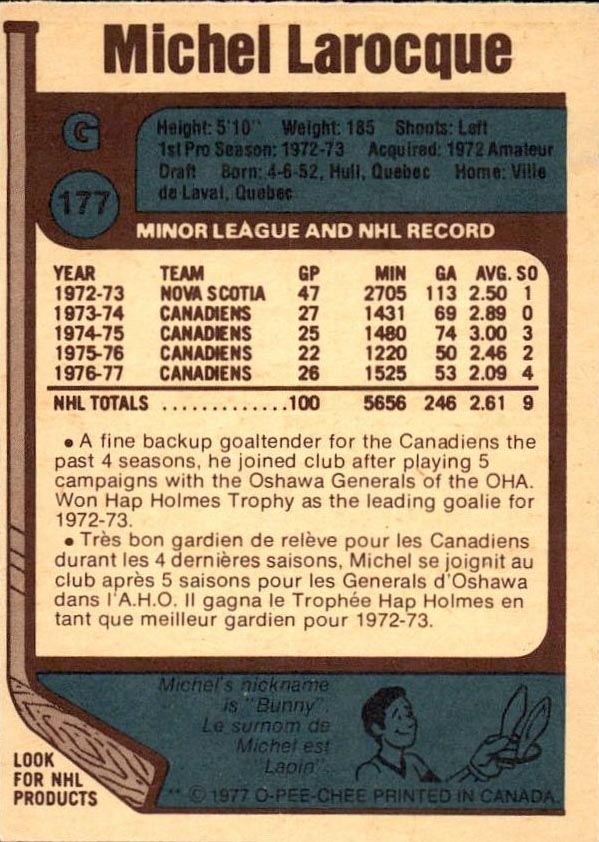 Michel Larocque
G
177
Height: 5'10" Weight: 185 Shoots: Left
1st Pro Season: 1972-73 Acquired: 1972 Amateur
Draft Born: 4-6-52, Hull, Quebec Home: Ville
de Laval, Quebec
MINOR LEAGUE AND NHL RECORD
YEAR TEAM GP MIN GA AVG. SO
1972-73 NOVA SCOTIA 47 2705 113 2.50 1
1973-74 CANADIENS 27 1431 69 2.89 0
1974-75 CANADIENS 25 1480 74 3.00 3
1975-76 CANADIENS 22 1220 50 2.46 2
1976-77 CANADIENS 26 1525 53 2.09 4
NHL TOTALS .............100 5656 246 2.61 9
• A fine backup goaltender for the Canadiens the
past 4 seasons, he joined club after playing 5
campaigns with the Oshawa Generals of the OHA.
Won Hap Holmes Trophy as the leading goalie for
1972-73.
• Très bon gardien de relève pour les Canadiens
durant les 4 dernières saisons, Michel se joignit au
club après 5 saisons pour les Generals d'Oshawa
dans l'A.H.O. Il gagna le Trophée Hap Holmes en
tant que meilleur gardien pour 1972-73.
Michel's nickname
is "Bunny".
Le surnom de
Michel est
"Lapin".
LOOK
FOR NHL
PRODUCTS
** © 1977 O-PEE-CHEE PRINTED IN CANADA.